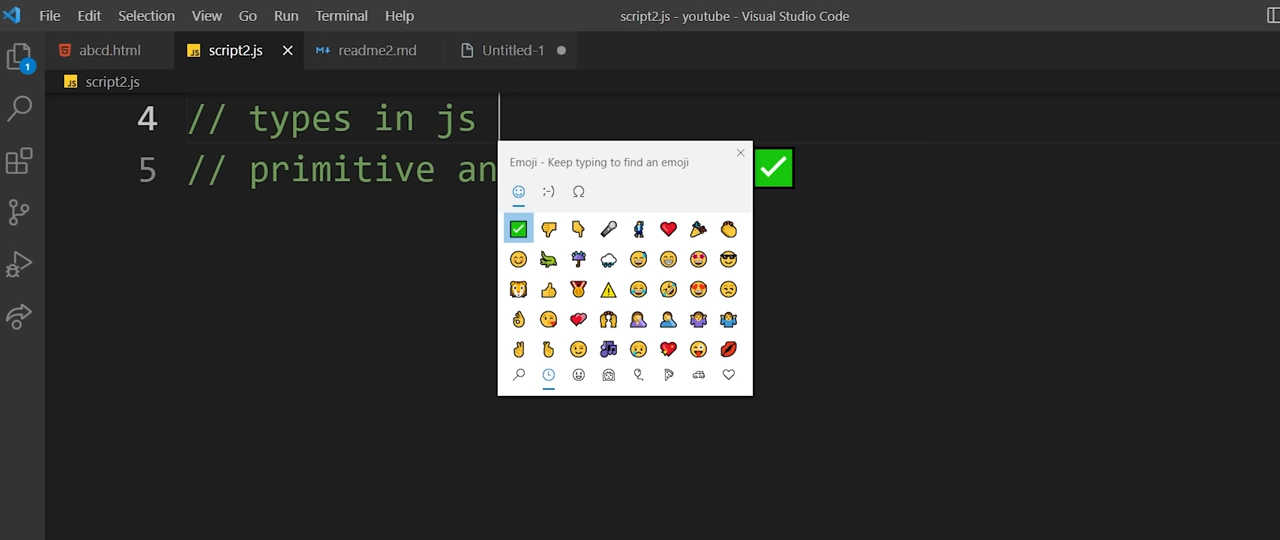 File Edit Selection View Go Run Terminal Help script2.js - youtube - Visual Studio Code
abcd.html script2.js readme2.md Untitled-1
JS script2.js
1
4 // types in js
5 // primitive an
Emoji - Keep typing to find an emoji
;-) Ω